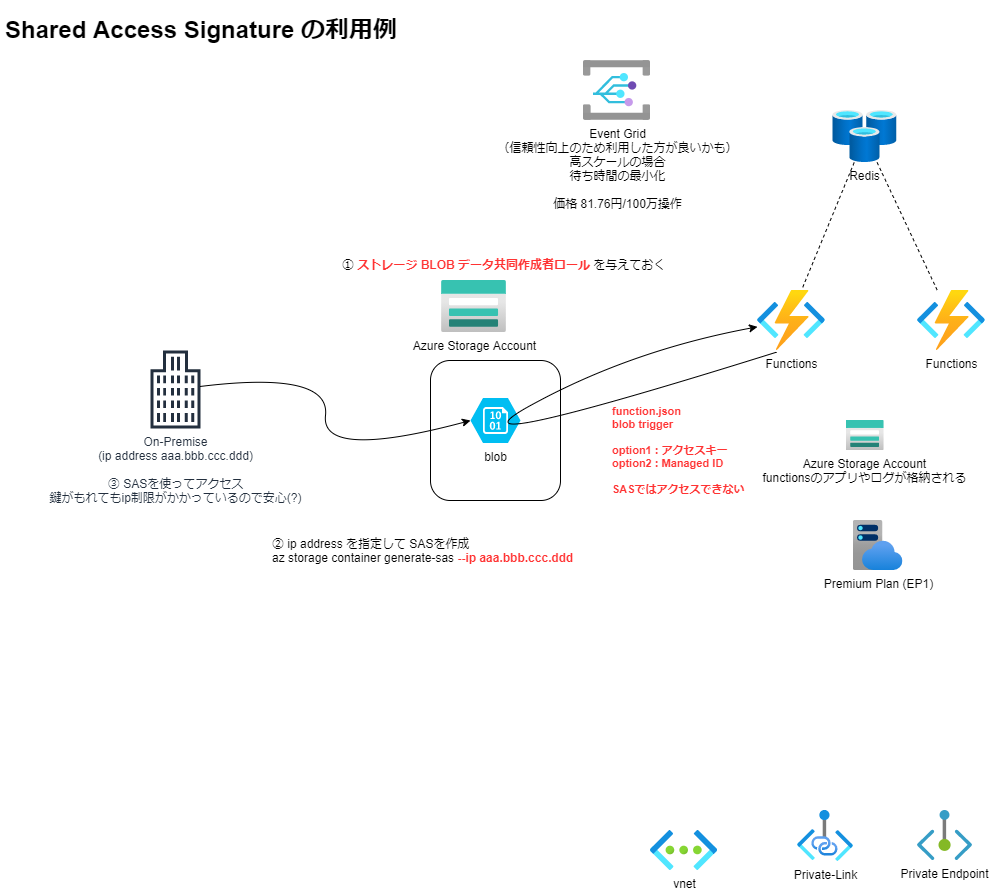 Shared Access Signature の利用例
Event Grid
（信頼性向上のため利用した方が良いかも）
高スケールの場合
待ち時間の最小化
価格 81.76円/100万操作
Redis
① ストレージ BLOB データ共同作成者ロール を与えておく
Azure Storage Account
Functions
Functions
On-Premise
(ip address aaa.bbb.ccc.ddd)
③ SASを使ってアクセス
鍵がもれてもip制限がかかっているので安心(?)
10
01
blob
function.json
blob trigger
option1 : アクセスキー
option2 : Managed ID
SASではアクセスできない
Azure Storage Account
functionsのアプリやログが格納される
② ip address を指定して SASを作成
az storage container generate-sas --ip aaa.bbb.ccc.ddd
Premium Plan (EP1)
vnet
Private-Link
Private Endpoint